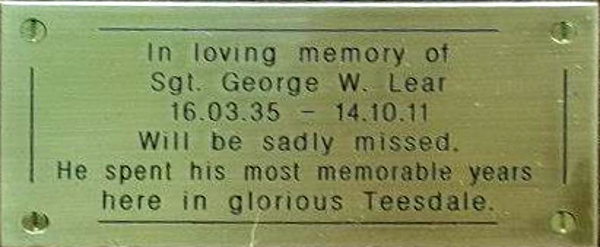 In loving memory of
Sgt. George W. Lear
16.03.35 - 14.10.11
Will be sadly missed.
He spent his most memorable years
here in glorious Teesdale.